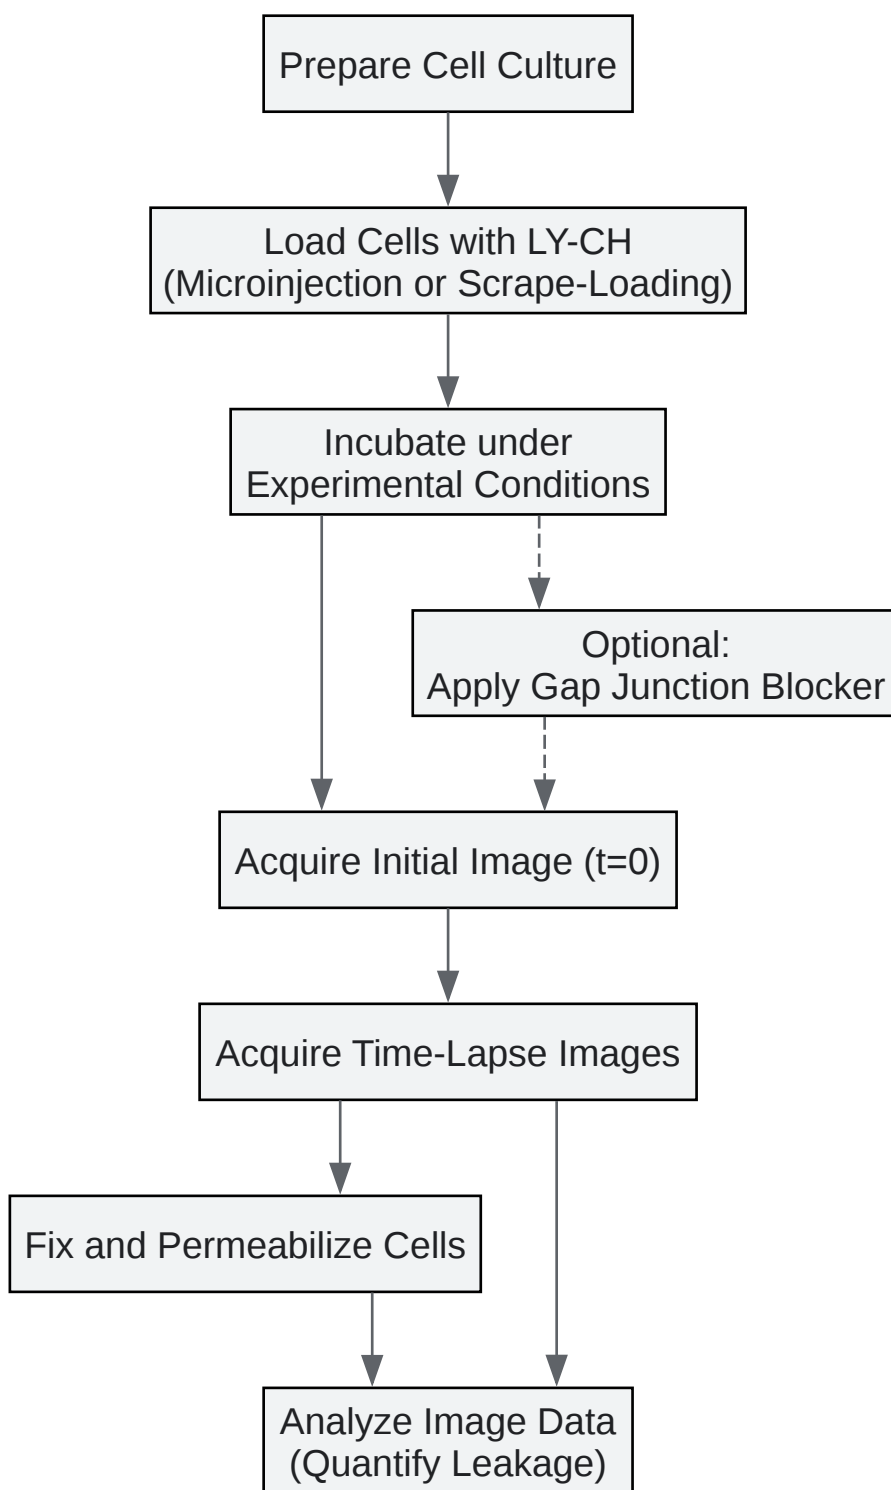 Prepare Cell Culture
Load Cells with LY-CH
(Microinjection or Scrape-Loading)
Incubate under
Experimental Conditions
Optional:
Apply Gap Junction Blocker
Acquire Initial Image (t=0)
Acquire Time-Lapse Images
Fix and Permeabilize Cells
Analyze Image Data
(Quantify Leakage)